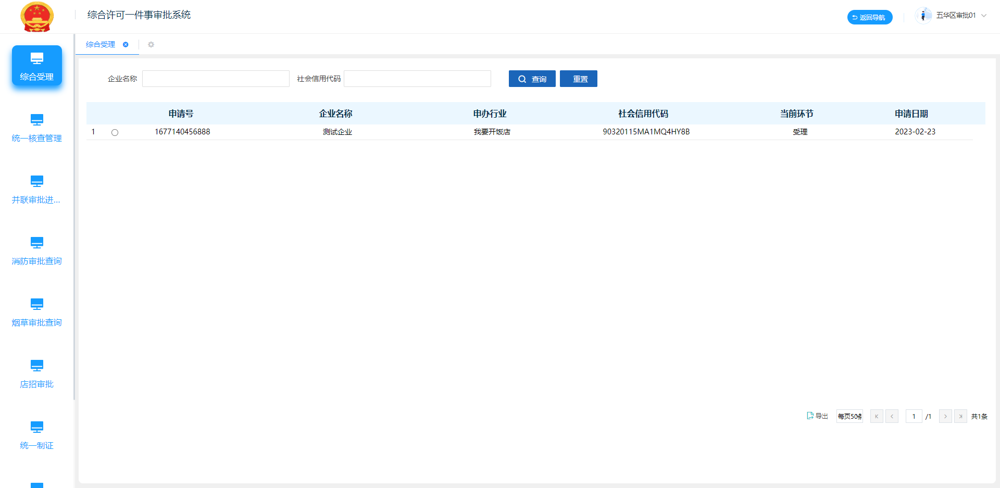 综合许可一件事审批系统
返回导航
五华区审批01
综合受理
综合受理
统一核查管理
并联审批进...
消防审批查询
烟草审批查询
店招审批
统一制证
企业名称 社会信用代码 查询 重置
申请号 企业名称 申办行业 社会信用代码 当前环节 申请日期
1 1677140456888 测试企业 我要开饭店 90320115MA1MQ4HY8B 受理 2023-02-23
导出 每页50条 1 /1 共1条